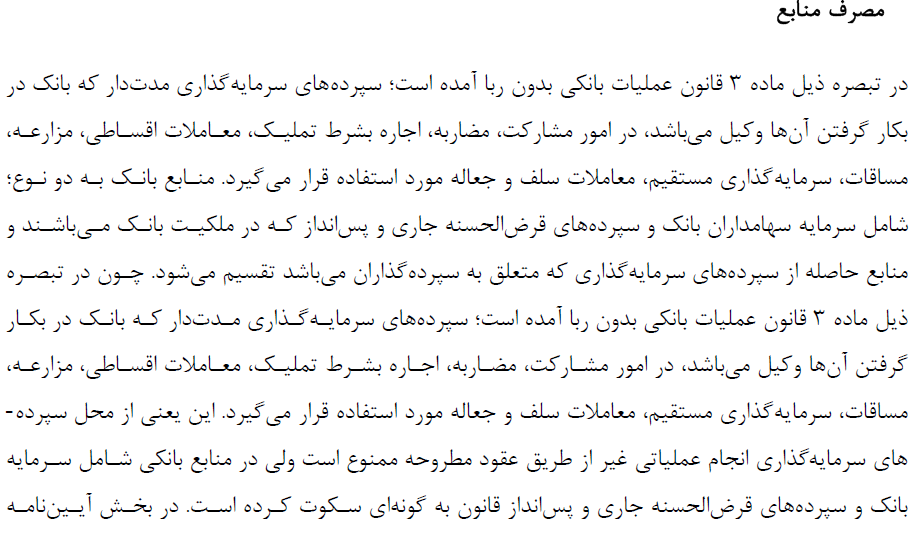 مصرف منابع
در تبصره ذیل ماده ۳ قانون عملیات بانکی بدون ربا آمده است؛ سپرده‌های سرمایه‌گذاری مدت‌دار که بانک در
بکار گرفتن آن‌ها وکیل می‌باشد، در امور مشارکت، مضاربه، اجاره بشرط تملیک، معاملات اقساطی، مزارعه،
مساقات، سرمایه‌گذاری مستقیم، معاملات سلف و جعاله مورد استفاده قرار می‌گیرد. منابع بانک به دو نوع؛
شامل سرمایه سهامداران بانک و سپرده‌های قرض‌الحسنه جاری و پس‌انداز که در ملکیت بانک می‌باشند و
منابع حاصله از سپرده‌های سرمایه‌گذاری که متعلق به سپرده‌گذاران می‌باشد تقسیم می‌شود. چون در تبصره
ذیل ماده ۳ قانون عملیات بانکی بدون ربا آمده است؛ سپرده‌های سرمایه‌گذاری مدت‌دار که بانک در بکار
گرفتن آن‌ها وکیل می‌باشد، در امور مشارکت، مضاربه، اجاره بشرط تملیک، معاملات اقساطی، مزارعه،
مساقات، سرمایه‌گذاری مستقیم، معاملات سلف و جعاله مورد استفاده قرار می‌گیرد. این یعنی از محل سپرده-
های سرمایه‌گذاری انجام عملیاتی غیر از طریق عقود مطروحه ممنوع است ولی در منابع بانکی شامل سرمایه
بانک و سپرده‌های قرض‌الحسنه جاری و پس‌انداز قانون به گونه‌ای سکوت کرده است. در بخش آیین‌نامه